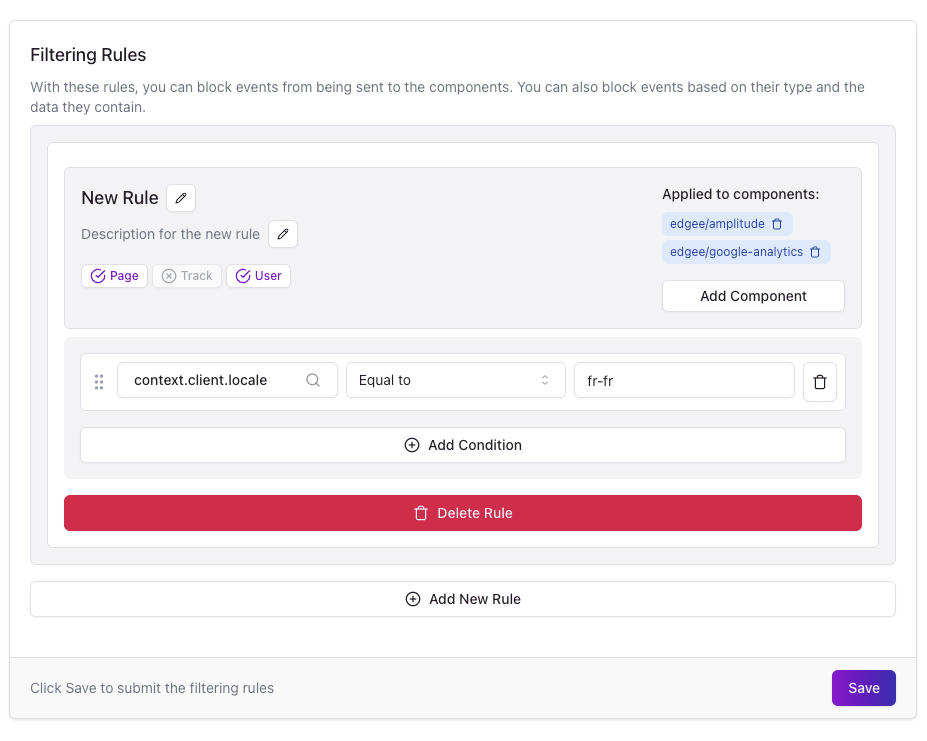 Filtering Rules
With these rules, you can block events from being sent to the components. You can also block events based on their type and the
data they contain.
New Rule
Description for the new rule
Page Track User
Applied to components:
edgee/amplitude
edgee/google-analytics
Add Component
context.client.locale Equal to fr-fr
Add Condition
Delete Rule
Add New Rule
Click Save to submit the filtering rules Save